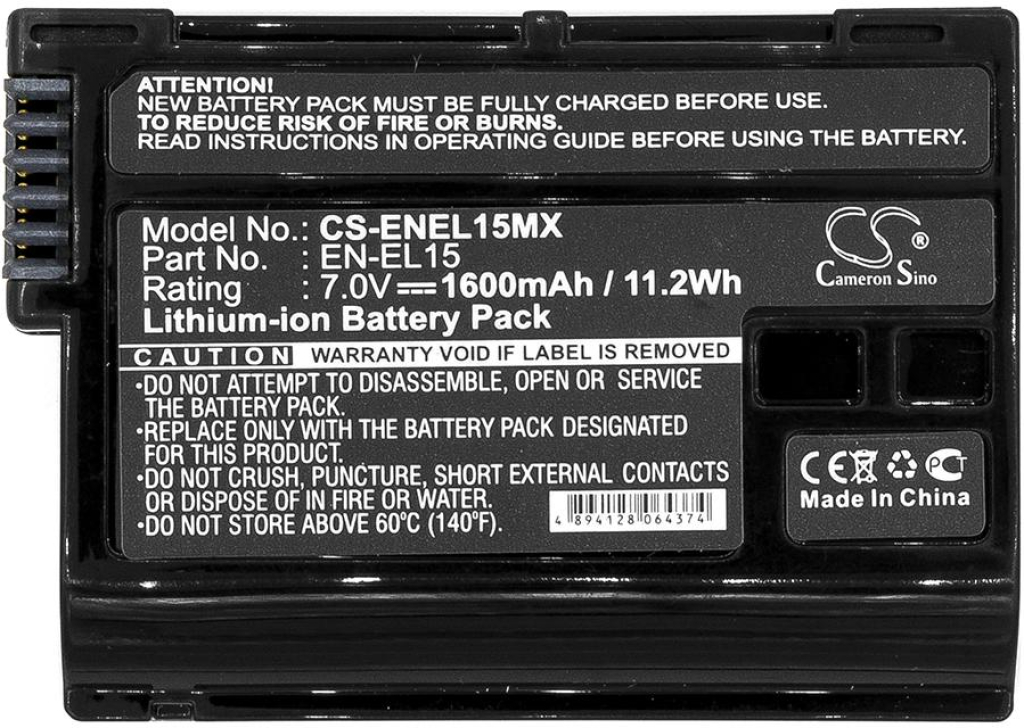 ATTENTION!
NEW BATTERY PACK MUST BE FULLY CHARGED BEFORE USE.
TO REDUCE RISK OF FIRE OR BURNS.
READ INSTRUCTIONS IN OPERATING GUIDE BEFORE USING THE BATTERY.
Model No.: CS-ENEL15MX
Part No. : EN-EL15
Rating : 7.0V⎓1600mAh / 11.2Wh
Lithium-ion Battery Pack
CS®
Cameron Sino
CAUTION WARRANTY VOID IF LABEL IS REMOVED
•DO NOT ATTEMPT TO DISASSEMBLE, OPEN OR SERVICE
THE BATTERY PACK.
•REPLACE ONLY WITH THE BATTERY PACK DESIGNATED
FOR THIS PRODUCT.
•DO NOT CRUSH, PUNCTURE, SHORT EXTERNAL CONTACTS
OR DISPOSE OF IN FIRE OR WATER.
•DO NOT STORE ABOVE 60ºC (140ºF).
4 894128 064374
CE PCT
Made In China